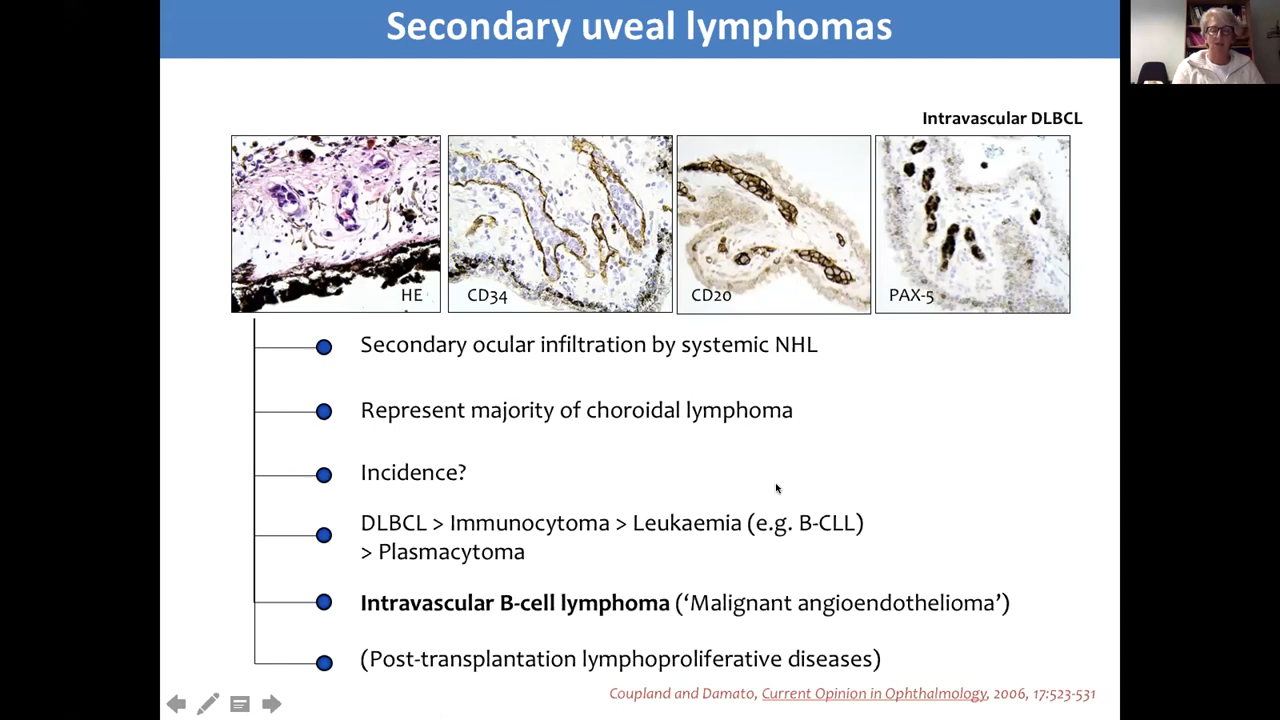 Secondary uveal lymphomas
Intravascular DLBCL
HE
CD34
CD20
PAX-5
Secondary ocular infiltration by systemic NHL
Represent majority of choroidal lymphoma
Incidence?
DLBCL > Immunocytoma > Leukaemia (e.g. B-CLL)
> Plasmacytoma
Intravascular B-cell lymphoma (‘Malignant angioendothelioma’)
(Post-transplantation lymphoproliferative diseases)
Coupland and Damato, Current Opinion in Ophthalmology, 2006, 17:523-531